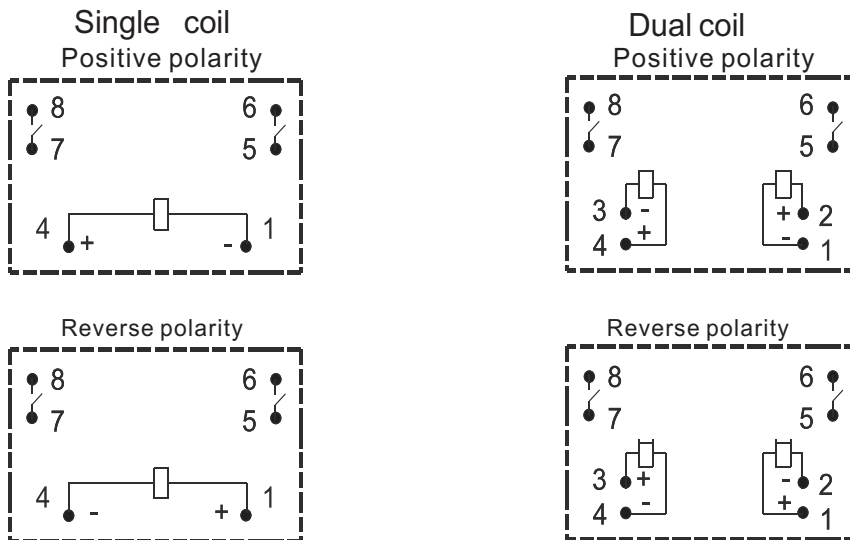 Single coil
Positive polarity
8 6
7 5
4 + - 1
Dual coil
Positive polarity
8 6
7 5
3 - + 2
4 + - 1
Reverse polarity
8 6
7 5
4 - + 1
Reverse polarity
8 6
7 5
3 + - 2
4 - + 1